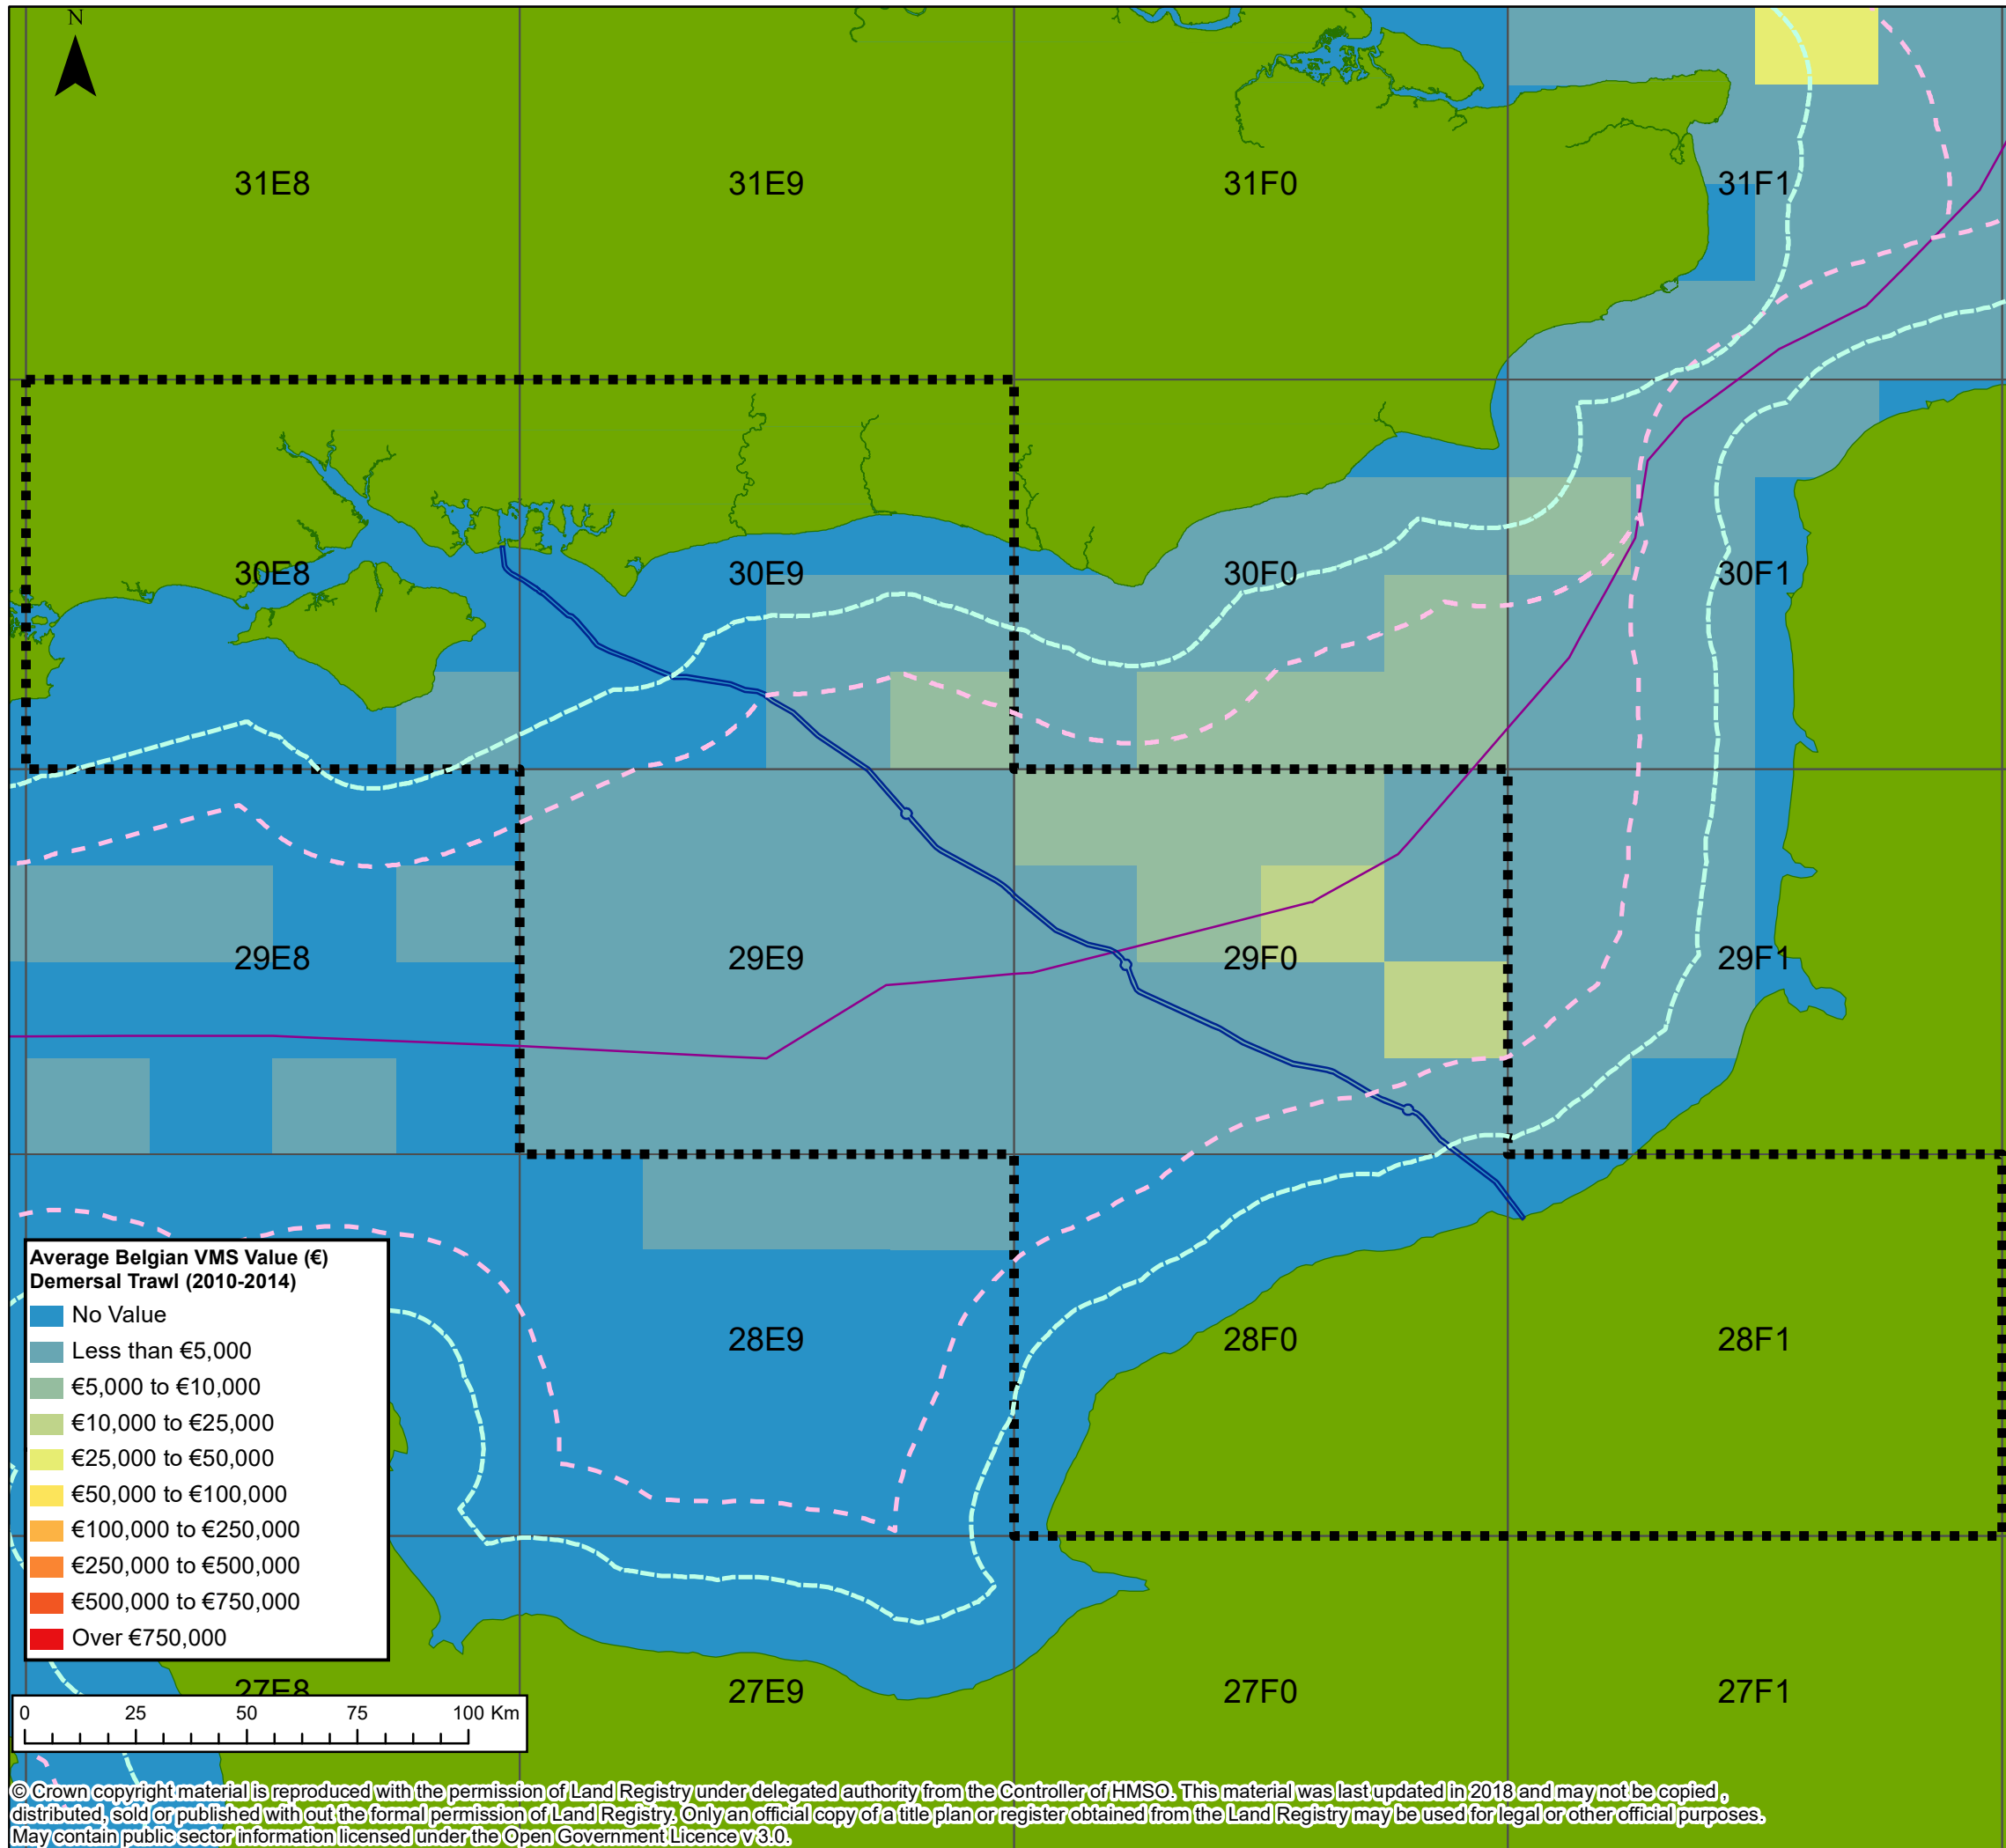 N
31E8
31E9
31F0
31F1
30E8
30E9
30F0
30F1
29E8
29E9
29F0
29F1
28E9
28F0
28F1
27E8
27E9
27F0
27F1
Average Belgian VMS Value (€)
Demersal Trawl (2010-2014)
No Value
Less than €5,000
€5,000 to €10,000
€10,000 to €25,000
€25,000 to €50,000
€50,000 to €100,000
€100,000 to €250,000
€250,000 to €500,000
€500,000 to €750,000
Over €750,000
0 25 50 75 100 Km
© Crown copyright material is reproduced with the permission of Land Registry under delegated authority from the Controller of HMSO. This material was last updated in 2018 and may not be copied ,
distributed, sold or published with out the formal permission of Land Registry. Only an official copy of a title plan or register obtained from the Land Registry may be used for legal or other official purposes.
May contain public sector information licensed under the Open Government Licence v 3.0.